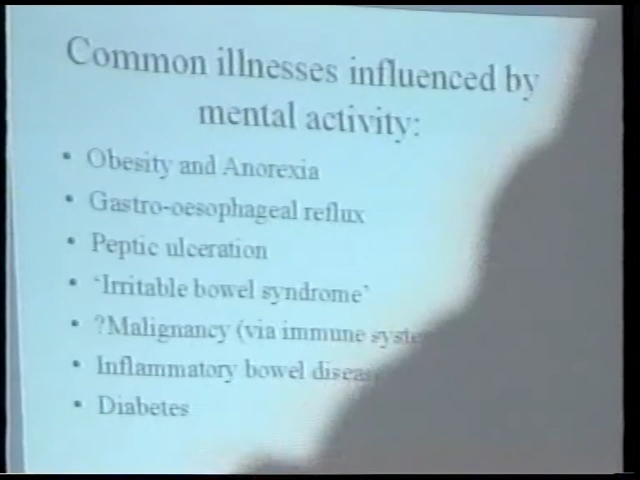 Common illnesses influenced by
mental activity:
• Obesity and Anorexia
• Gastro-oesophageal reflux
• Peptic ulceration
• 'Irritable bowel syndrome'
• ?Malignancy (via immune syste
• Inflammatory bowel diseas
• Diabetes